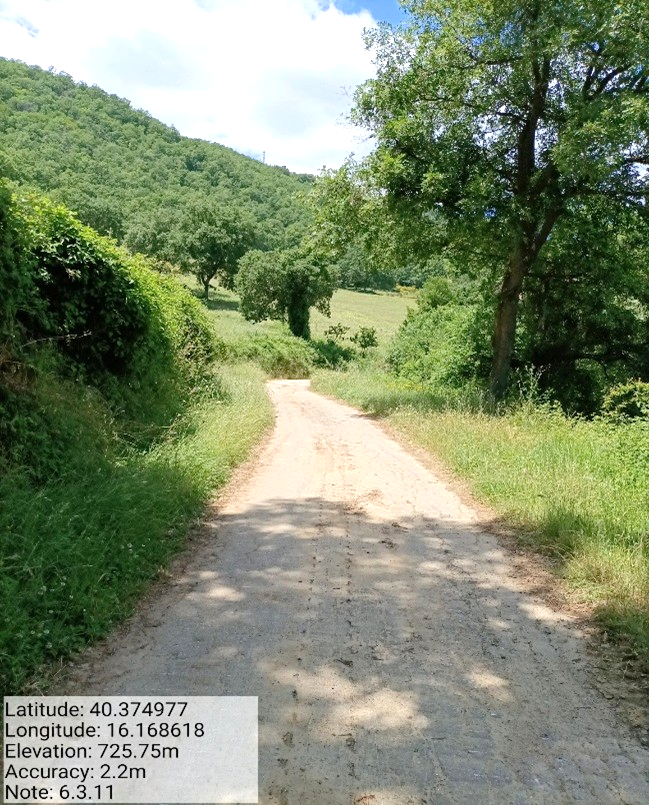 Latitude: 40.374977
Longitude: 16.168618
Elevation: 725.75m
Accuracy: 2.2m
Note: 6.3.11